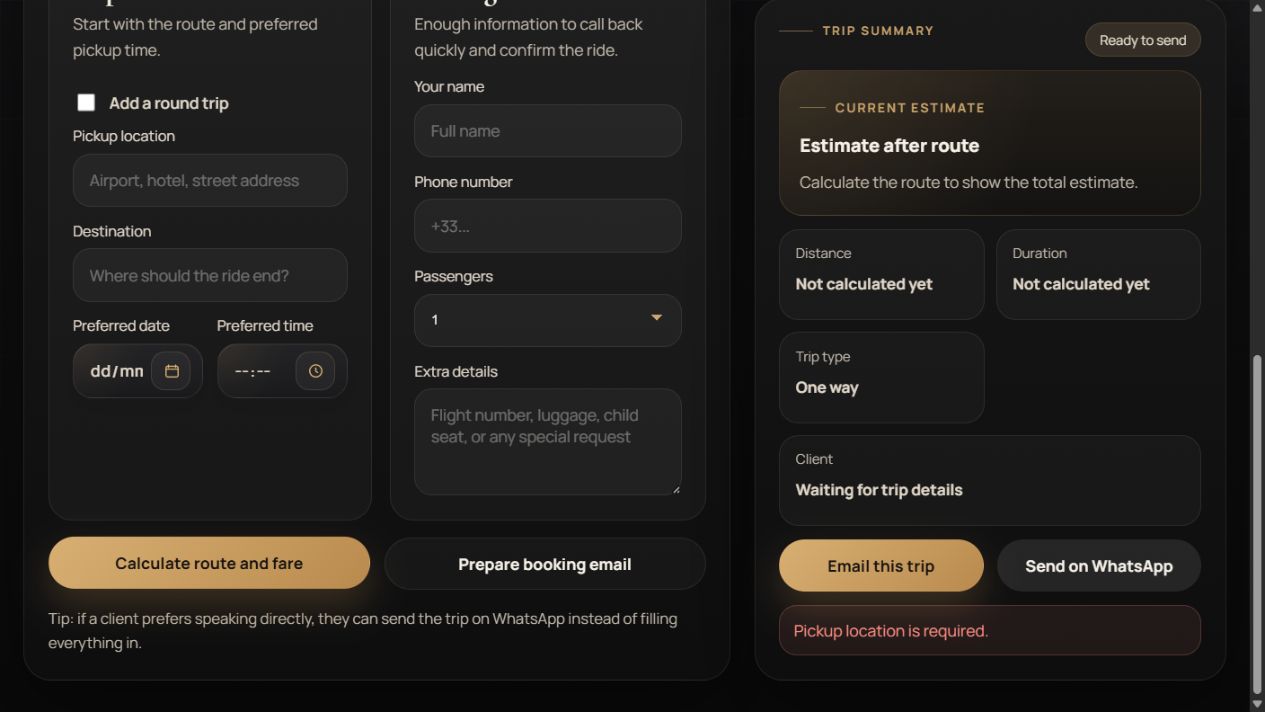 Start with the route and preferred
pickup time.
Add a round trip
Pickup location
Airport, hotel, street address
Destination
Where should the ride end?
Preferred date
Preferred time
dd/mn
--:--
Calculate route and fare
Enough information to call back
quickly and confirm the ride.
Your name
Full name
Phone number
+33...
Passengers
1
Extra details
Flight number, luggage, child
seat, or any special request
Prepare booking email
Tip: if a client prefers speaking directly, they can send the trip on WhatsApp instead of filling
everything in.
TRIP SUMMARY
Ready to send
CURRENT ESTIMATE
Estimate after route
Calculate the route to show the total estimate.
Distance
Not calculated yet
Duration
Not calculated yet
Trip type
One way
Client
Waiting for trip details
Email this trip
Send on WhatsApp
Pickup location is required.